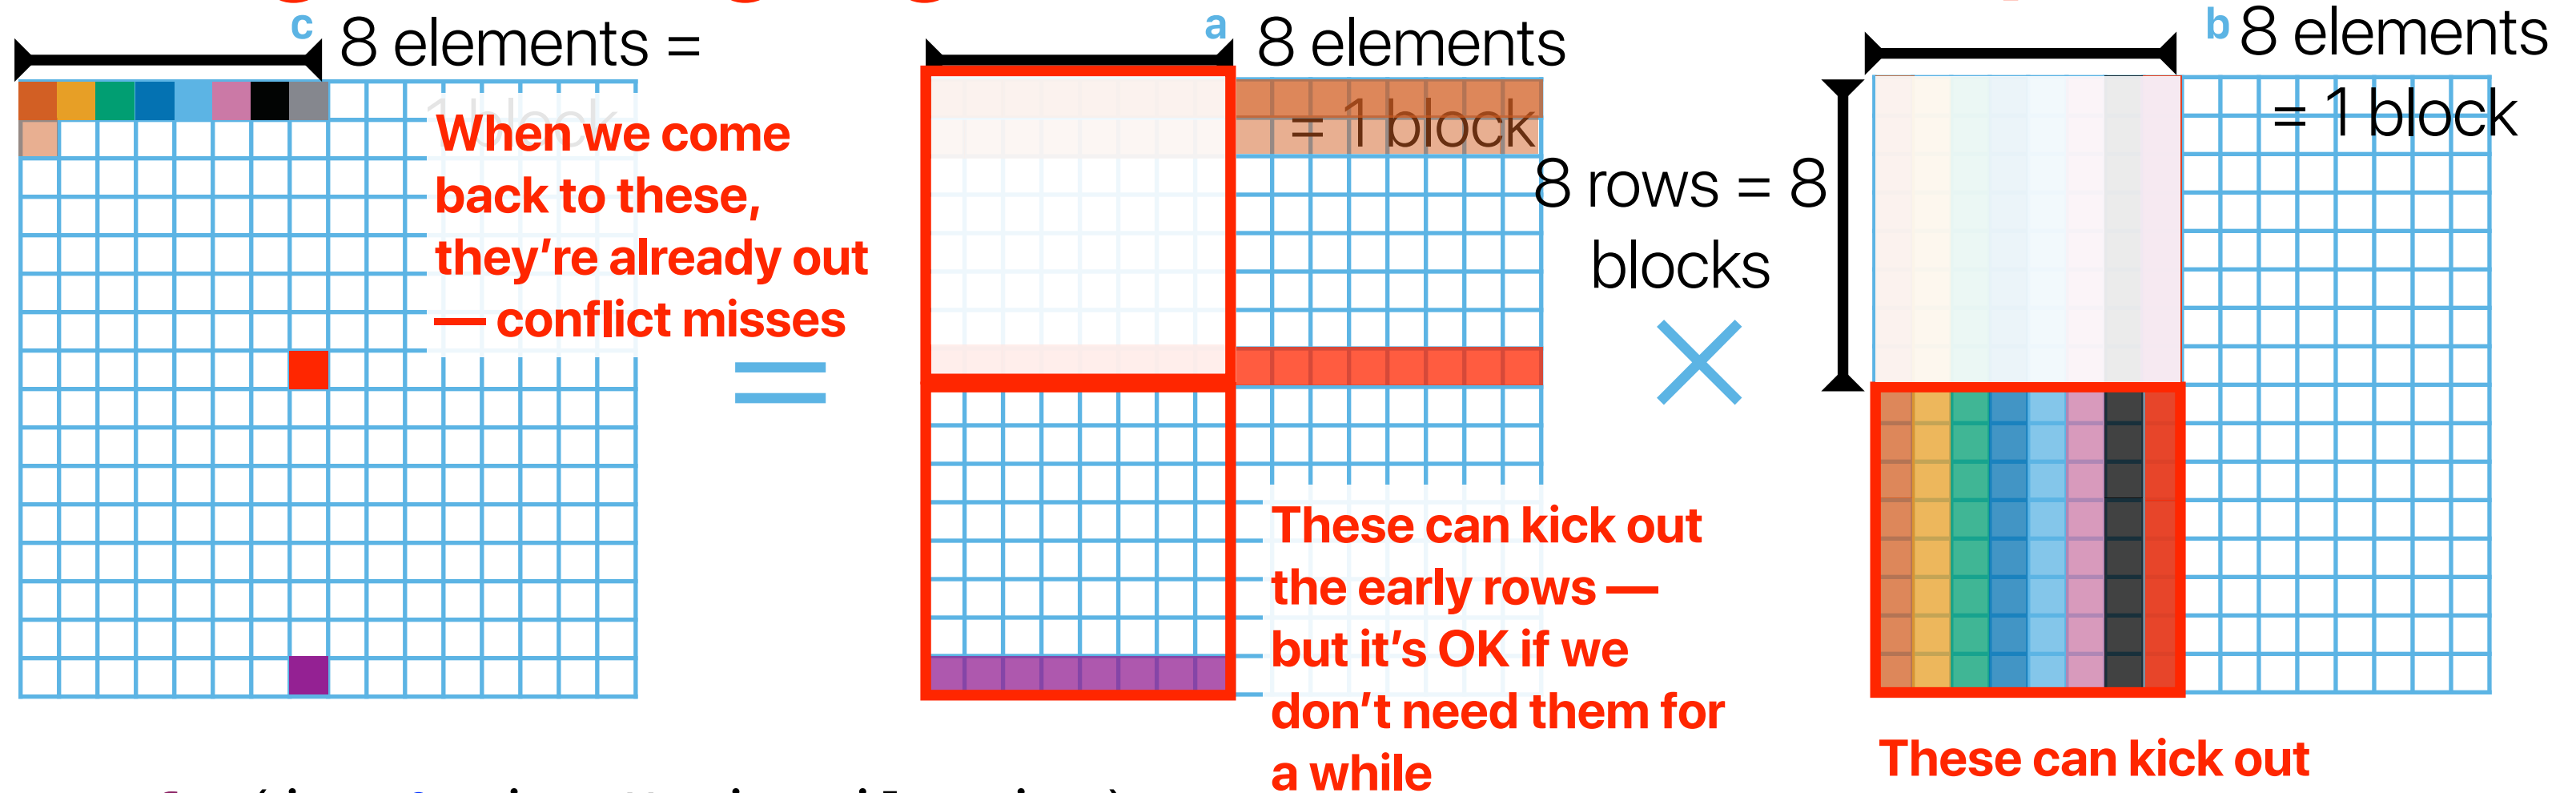 c
8 elements =
1 block
When we come
back to these,
they're already out
— conflict misses
=
a
8 elements
= 1 block
8 rows = 8
blocks
×
These can kick out
the early rows —
but it's OK if we
don't need them for
a while
b
8 elements
= 1 block
These can kick out